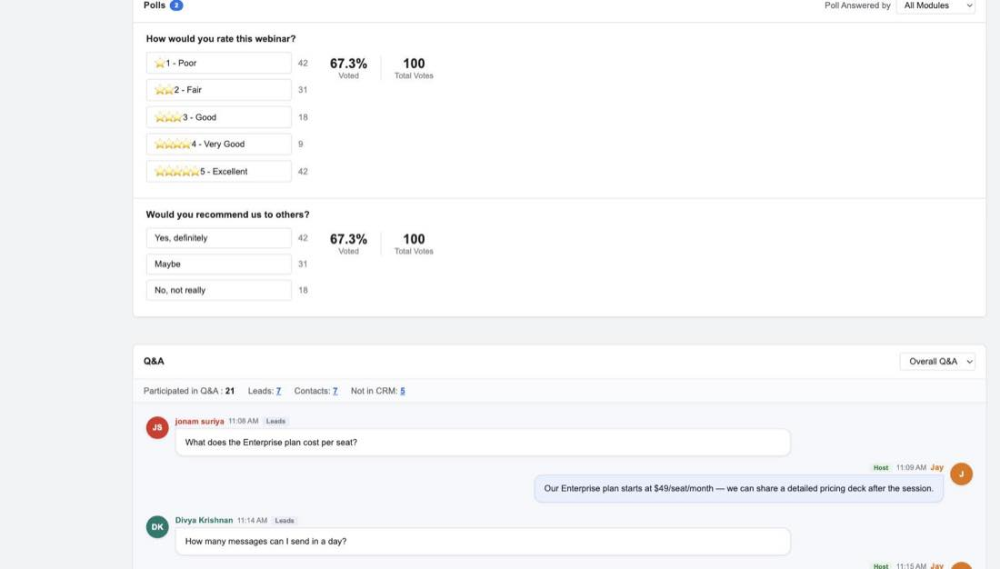 Polls 2 Poll Answered by All Modules
How would you rate this webinar?
⭐1 - Poor 42
⭐⭐2 - Fair 31
⭐⭐⭐3 - Good 18
⭐⭐⭐⭐4 - Very Good 9
⭐⭐⭐⭐⭐5 - Excellent 42
67.3% 100
Voted Total Votes
Would you recommend us to others?
Yes, definitely 42
Maybe 31
No, not really 18
67.3% 100
Voted Total Votes
Q&A Overall Q&A
Participated in Q&A : 21 Leads: 7 Contacts: 7 Not in CRM: 5
JS jonam suriya 11:08 AM Leads
What does the Enterprise plan cost per seat?
Host 11:09 AM Jay J
Our Enterprise plan starts at $49/seat/month — we can share a detailed pricing deck after the session.
DK Divya Krishnan 11:14 AM Leads
How many messages can I send in a day?
Host 11:15 AM Jay